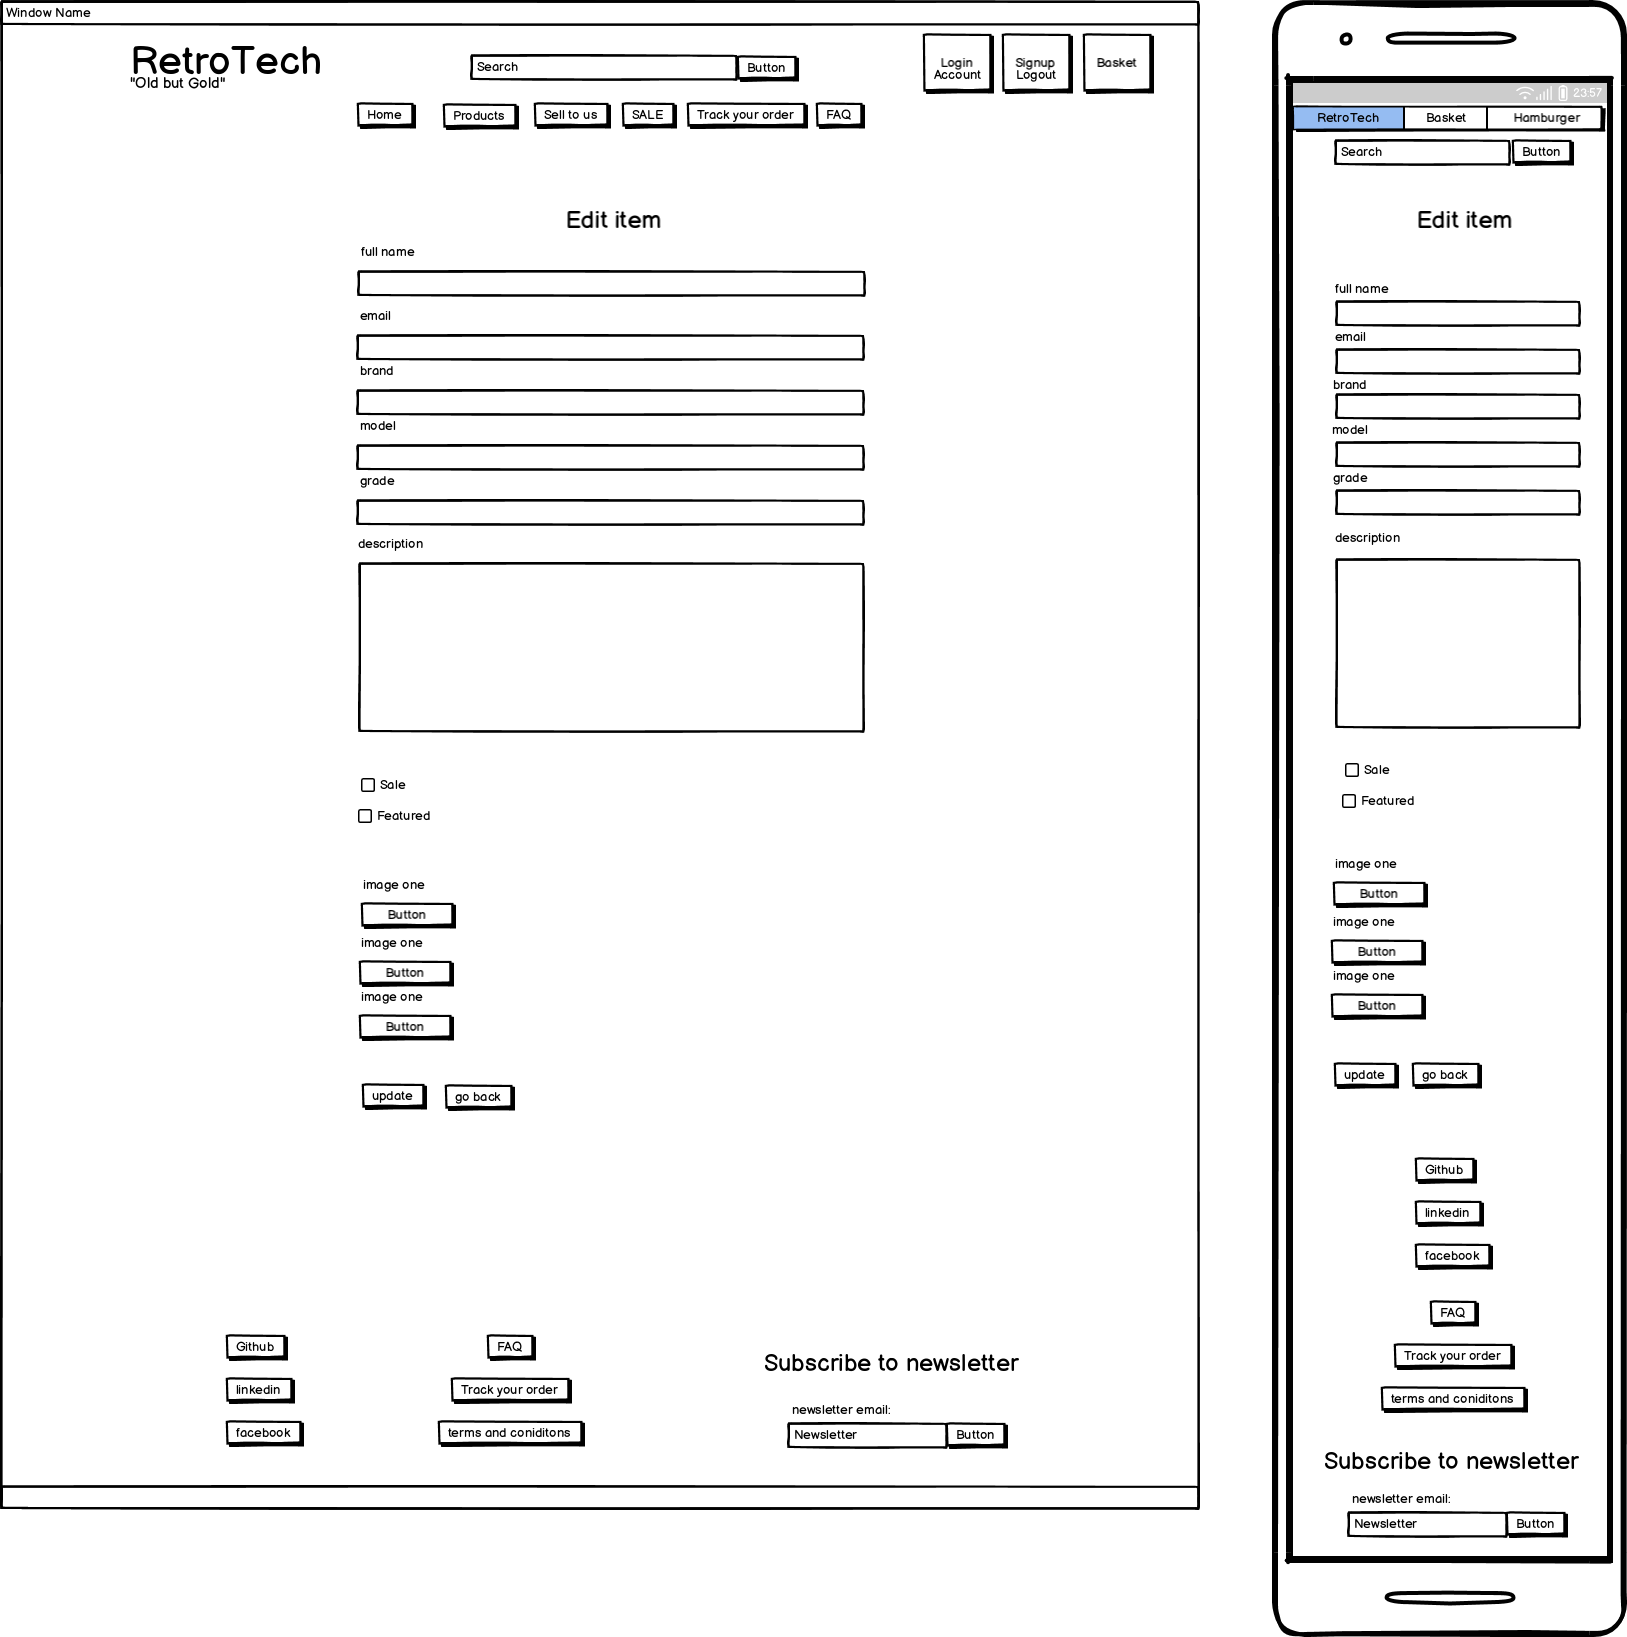 Window Name
RetroTech
"Old but Gold"
Search
Button
Login
Account
Signup
Logout
Basket
Home
Products
Sell to us
SALE
Track your order
FAQ
Edit item
full name
email
brand
model
grade
description
Sale
Featured
image one
Button
image one
Button
image one
Button
update
go back
Github
linkedin
facebook
FAQ
Track your order
terms and coniditons
Subscribe to newsletter
newsletter email:
Newsletter
Button
23:57
RetroTech
Basket
Hamburger
Search
Button
Edit item
full name
email
brand
model
grade
description
Sale
Featured
image one
Button
image one
Button
image one
Button
update
go back
Github
linkedin
facebook
FAQ
Track your order
terms and coniditons
Subscribe to newsletter
newsletter email:
Newsletter
Button